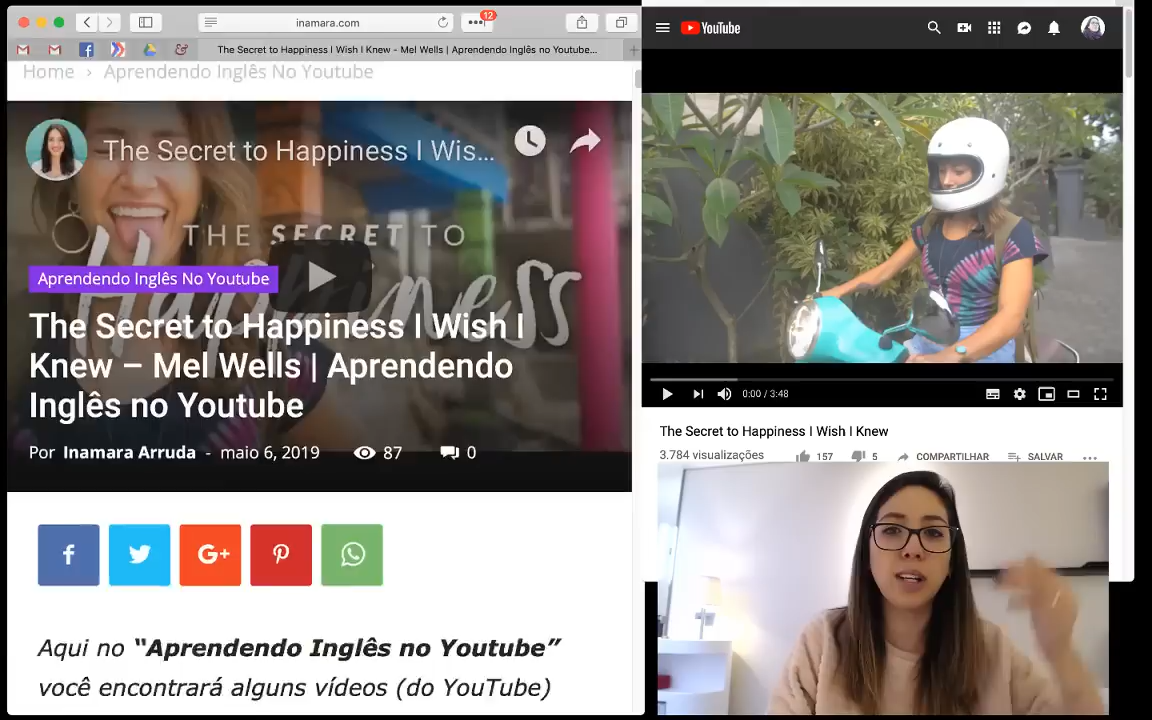 inamara.com
12
The Secret to Happiness I Wish I Knew - Mel Wells | Aprendendo Inglês no Youtube...
Home › Aprendendo Inglês No Youtube
The Secret to Happiness I Wis...
THE SECRET TO
Happiness
Aprendendo Inglês No Youtube
The Secret to Happiness I Wish I
Knew – Mel Wells | Aprendendo
Inglês no Youtube
Por Inamara Arruda - maio 6, 2019 87 0
f G+
Aqui no “Aprendendo Inglês no Youtube”
você encontrará alguns vídeos (do YouTube)
YouTube
0:00 / 3:48
The Secret to Happiness I Wish I Knew
3.784 visualizações 157 5 COMPARTILHAR SALVAR ...